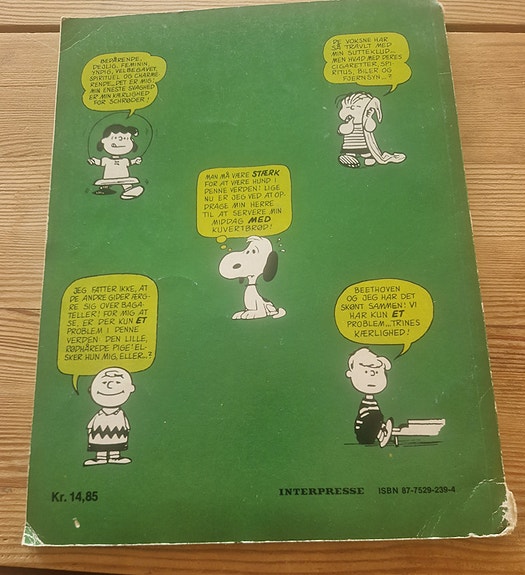 BEDÅRENDE,
DEJLIG, FEMININ,
YNDIG, VELBEGAVET,
SPIRITUEL OG CHARME-
RENDE...DET ER MIG!
MIN ENESTE SVAGHED
ER MIN KÆRLIGHED
FOR SCHRØDER!
DE VOKSNE HAR
SÅ TRAVLT MED
MIN SUTTEKLUD...
MEN HVAD MED DERES
CIGARETTER, SPI-
RITUS, BILER OG
FJERNSYN...?
MAN MÅ VÆRE STÆRK
FOR AT VÆRE HUND I
DENNE VERDEN! LIGE
NU ER JEG VED AT OP-
DRAGE MIN HERRE
TIL AT SERVERE MIN
MIDDAG MED
KUVERTBRØD!
JEG FATTER IKKE, AT
DE ANDRE GIDER ÆRG-
RE SIG OVER BAGA-
TELLER! FOR MIG AT
SE, ER DER KUN ET
PROBLEM I DENNE
VERDEN: DEN LILLE,
RØDHÅREDE PIGE! EL-
SKER HUN MIG, ELLER...?
BEETHOVEN
OG JEG HAR DET
SKØNT SAMMEN! VI
HAR KUN ET
PROBLEM...TRINES
KÆRLIGHED!
Kr. 14,85
INTERPRESSE ISBN 87-7529-239-4